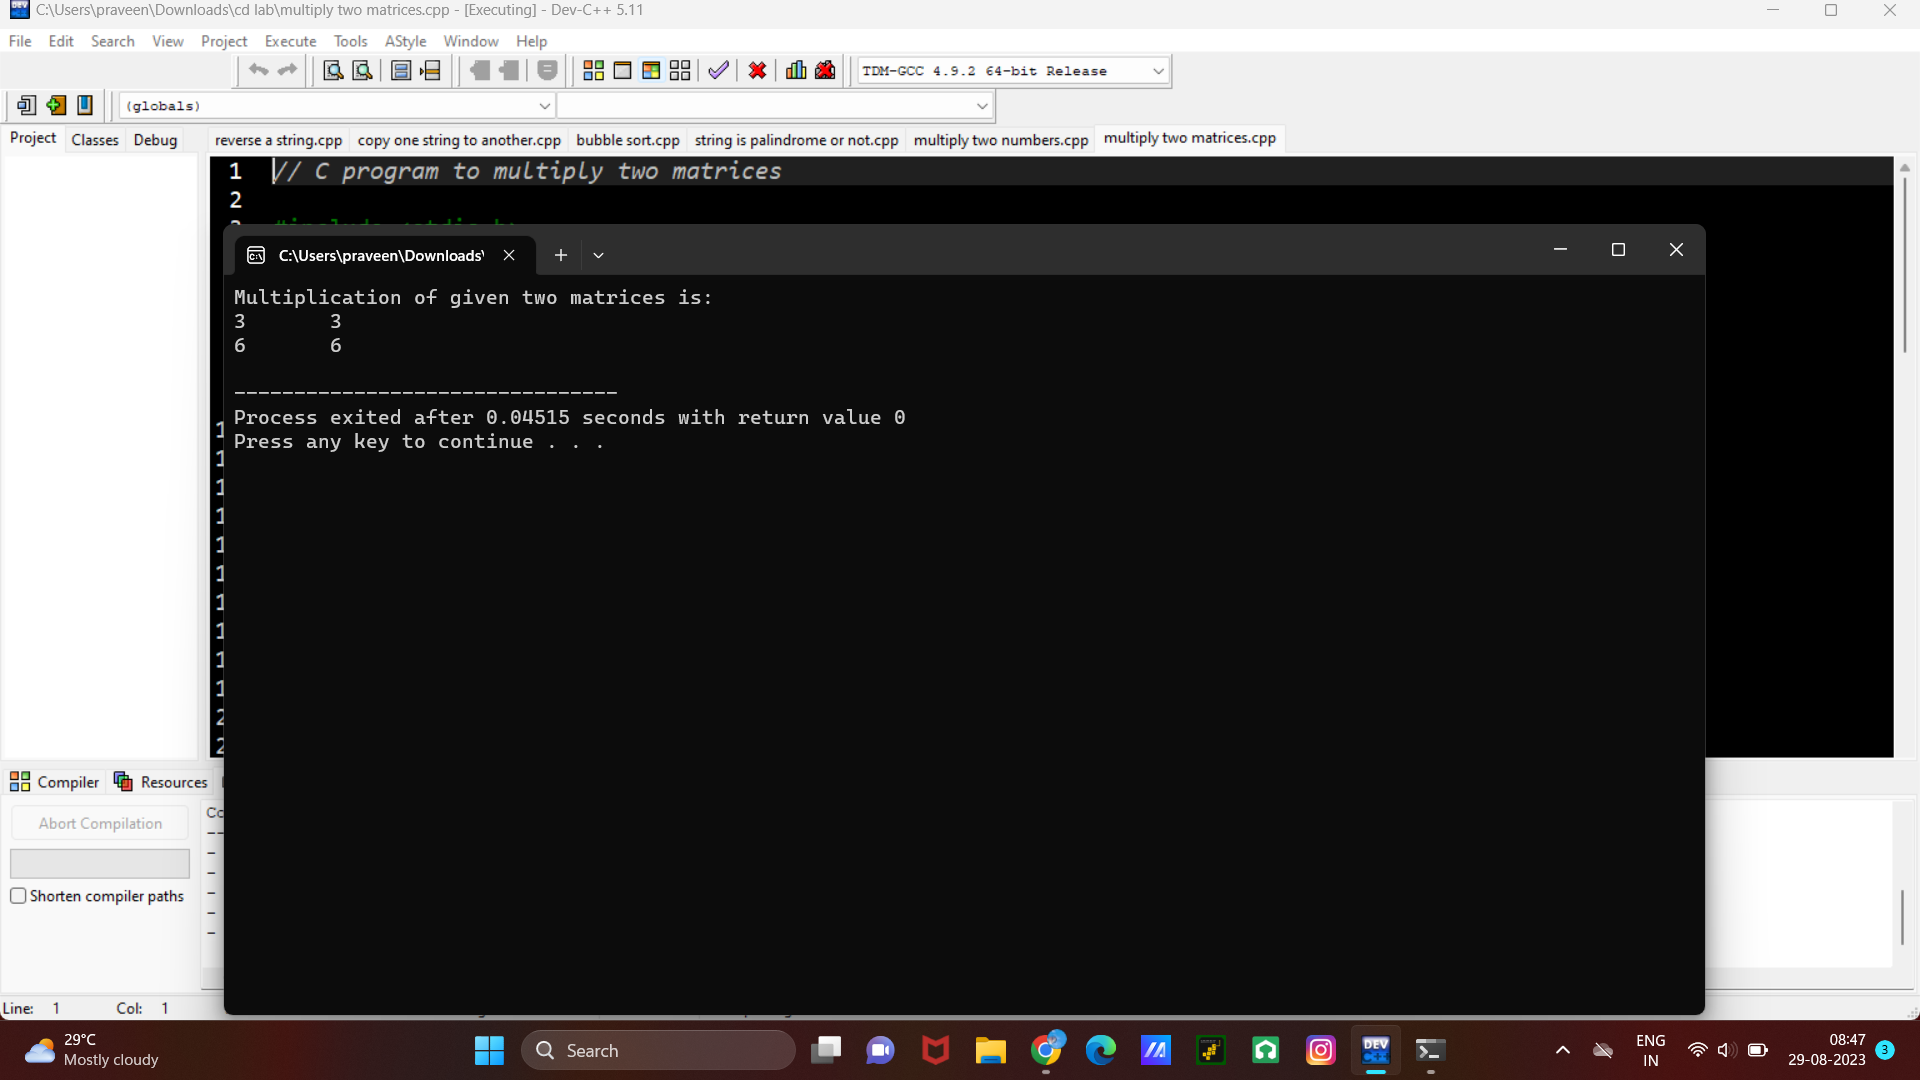 C:\Users\praveen\Downloads\cd lab\multiply two matrices.cpp - [Executing] - Dev-C++ 5.11
File Edit Search View Project Execute Tools AStyle Window Help
TDM-GCC 4.9.2 64-bit Release
(globals)
Project Classes Debug
reverse a string.cpp copy one string to another.cpp bubble sort.cpp string is palindrome or not.cpp multiply two numbers.cpp multiply two matrices.cpp
1 // C program to multiply two matrices
2
C:\Users\praveen\Downloads\
Multiplication of given two matrices is:
3 3
6 6
--------------------------------
Process exited after 0.04515 seconds with return value 0
Press any key to continue . . .
Compiler Resources
Abort Compilation
Shorten compiler paths
Line: 1 Col: 1
29°C
Mostly cloudy
Search
DEV
C++
ENG
IN
08:47
29-08-2023
3